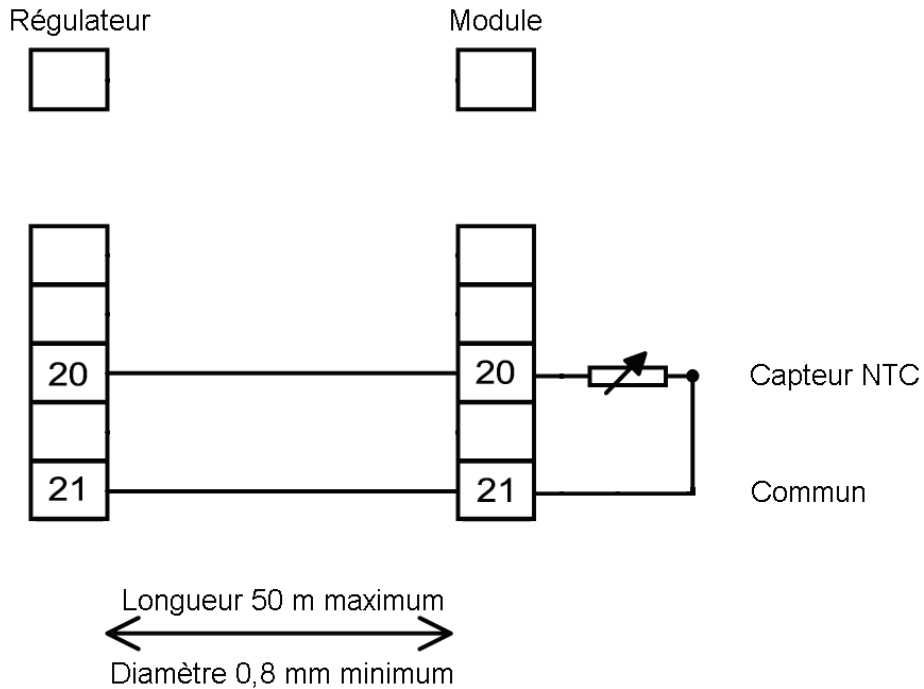 Régulateur
Module
20
20
Capteur NTC
21
21
Commun
Longueur 50 m maximum
Diamètre 0,8 mm minimum